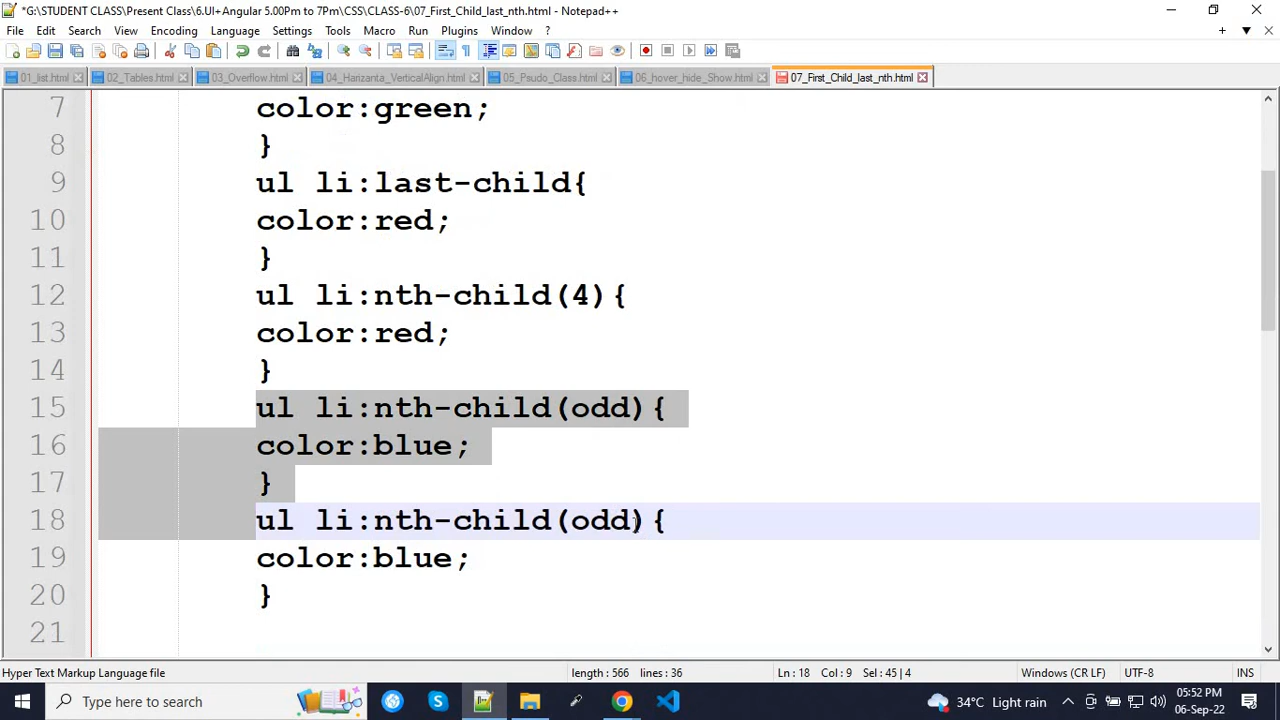 *G:\STUDENT CLASS\Present Class\6.UI+Angular 5.00Pm to 7Pm\CSS\CLASS-6\07_First_Child_last_nth.html - Notepad++
File Edit Search View Encoding Language Settings Tools Macro Run Plugins Window ?
01_list.html 02_Tables.html 03_Overflow.html 04_Harizanta_VerticalAlign.html 05_Psudo_Class.html 06_hover_hide_Show.html 07_First_Child_last_nth.html
7 color:green;
8 }
9 ul li:last-child{
10 color:red;
11 }
12 ul li:nth-child(4){
13 color:red;
14 }
15 ul li:nth-child(odd){
16 color:blue;
17 }
18 ul li:nth-child(odd){
19 color:blue;
20 }
21
Hyper Text Markup Language file length : 566 lines : 36 Ln : 18 Col : 9 Sel : 45 | 4 Windows (CR LF) UTF-8 INS
Type here to search 34°C Light rain 05:52 PM
06-Sep-22